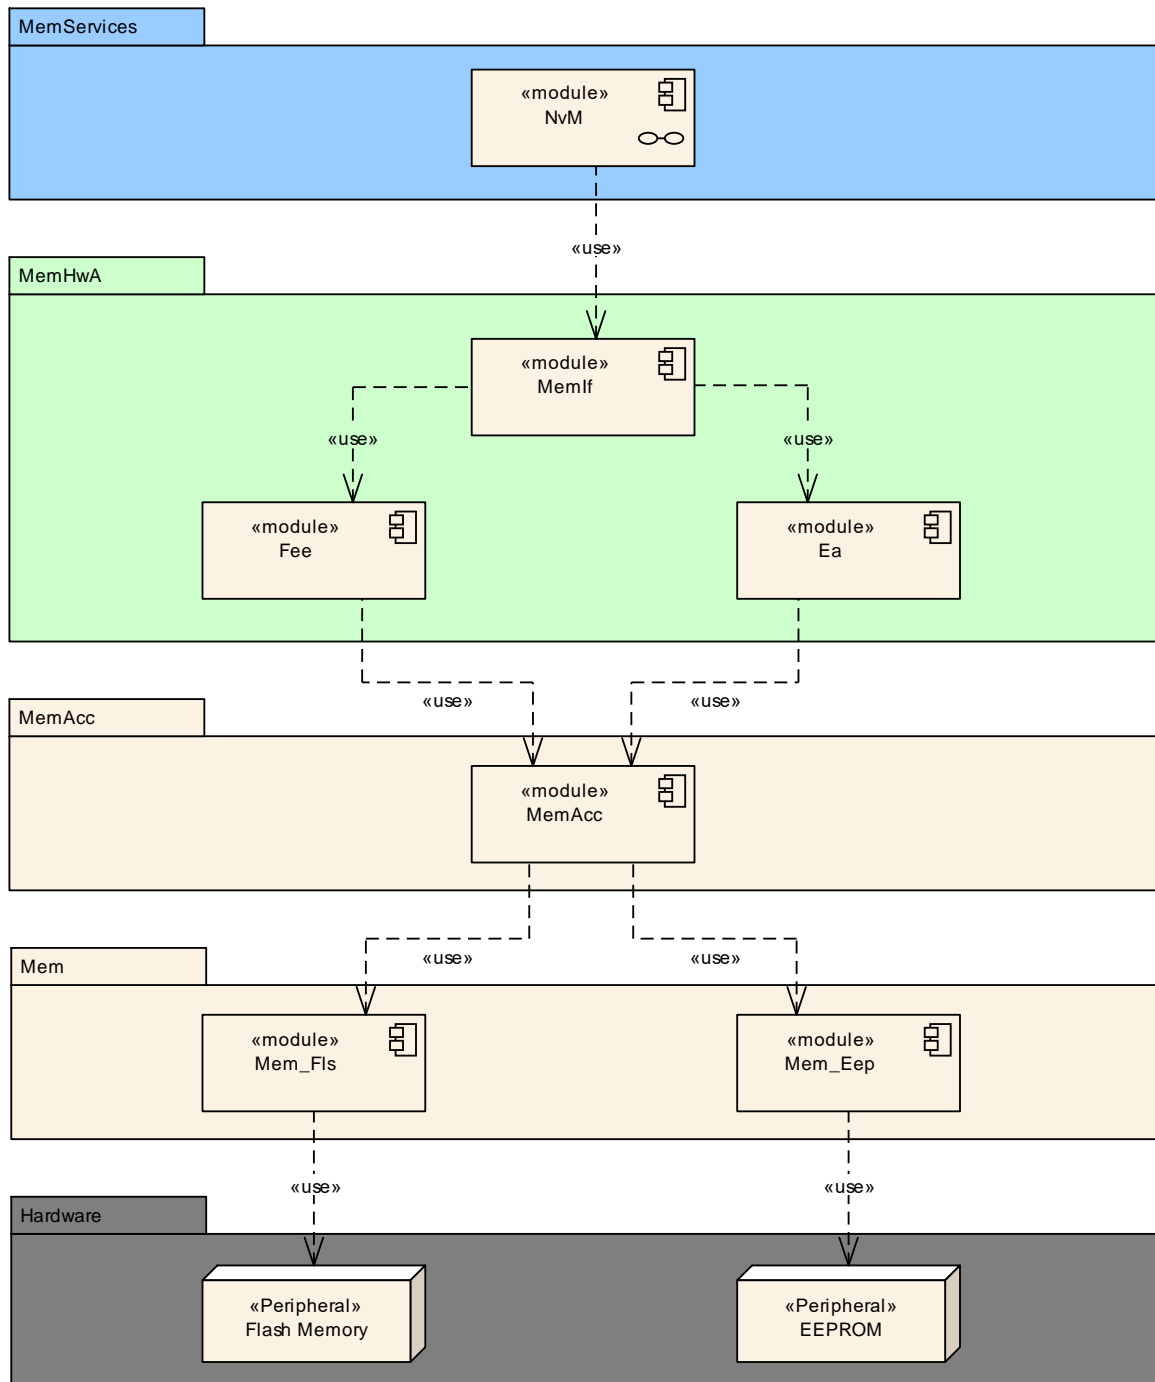 MemServices
«module»
NvM
«use»
MemHwA
«module»
MemIf
«use»
«use»
«module»
Fee
«module»
Ea
«use»
«use»
MemAcc
«module»
MemAcc
«use»
«use»
Mem
«module»
Mem_Fls
«module»
Mem_Eep
«use»
«use»
Hardware
«Peripheral»
Flash Memory
«Peripheral»
EEPROM